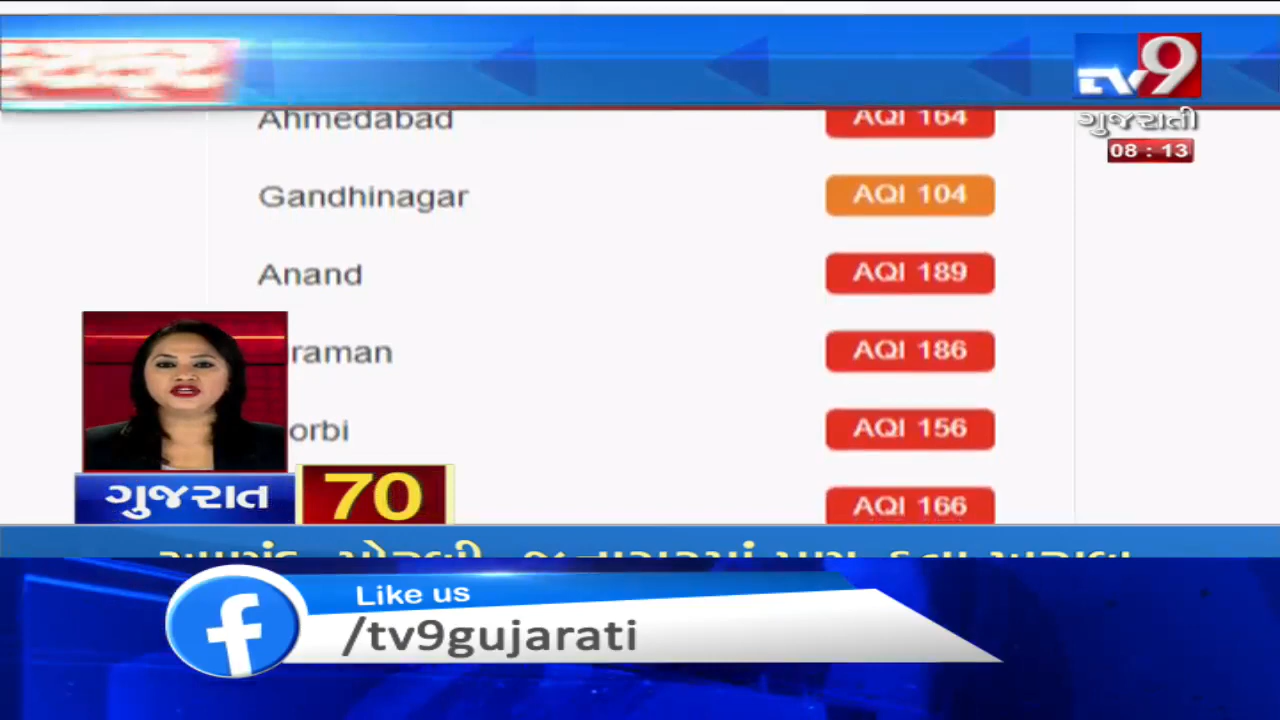 TV9
ગુજરાતી
08 : 13
Ahmedabad AQI 164
Gandhinagar AQI 104
Anand AQI 189
raman AQI 186
orbi AQI 156
AQI 166
ગુજરાત 70
Like us
/tv9gujarati